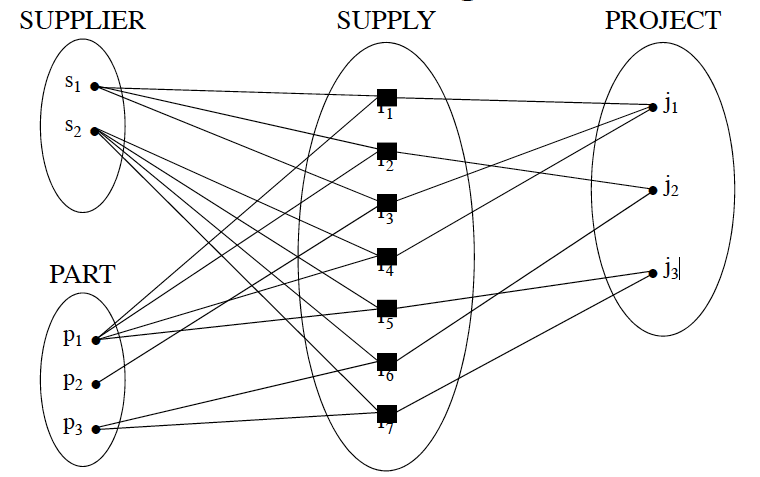 SUPPLIER SUPPLY PROJECT
s1
s2
PART
p1
p2
p3
r1
r2
r3
r4
r5
r6
r7
j1
j2
j3